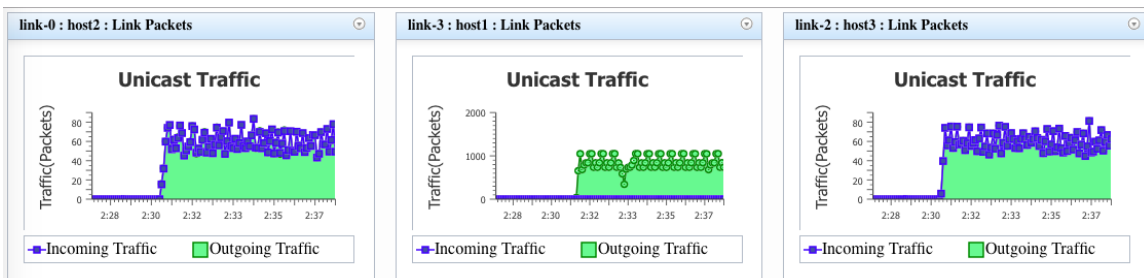 link-0 : host2 : Link Packets
Unicast Traffic
Traffic(Packets)
80
60
40
20
0
2:28 2:30 2:32 2:33 2:35 2:37
Incoming Traffic Outgoing Traffic
link-3 : host1 : Link Packets
Unicast Traffic
Traffic(Packets)
2000
1000
0
2:28 2:30 2:32 2:33 2:35 2:37
Incoming Traffic Outgoing Traffic
link-2 : host3 : Link Packets
Unicast Traffic
Traffic(Packets)
80
60
40
20
0
2:28 2:30 2:32 2:33 2:35 2:37
Incoming Traffic Outgoing Traffic